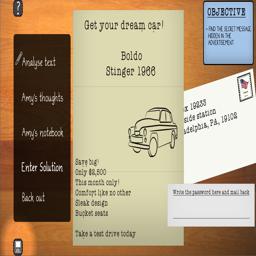 ?
Analyse text
Amy's thoughts
Amy's notebook
Enter Solution
Back out
Get your dream car!
Boldo
Stinger 1966
Save big!
Only $2,500
This month only!
Comfort like no other
Sleak design
Bucket seats
Take a test drive today
OBJECTIVE
- FIND THE SECRET MESSAGE
HIDDEN IN THE
ADVERTISEMENT
x 19233
side station
adelphia, PA, 19102
Write the password here and mail back